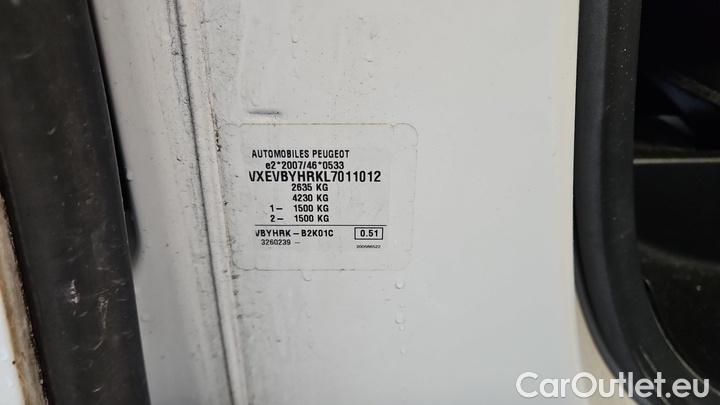 AUTOMOBILES PEUGEOT
e2*2007/46*0533
VXEVBYHRKL7011012
2635 KG
4230 KG
1– 1500 KG
2– 1500 KG
VBYHRK – B2K01C 0.51
3260239 –
CarOutlet.eu